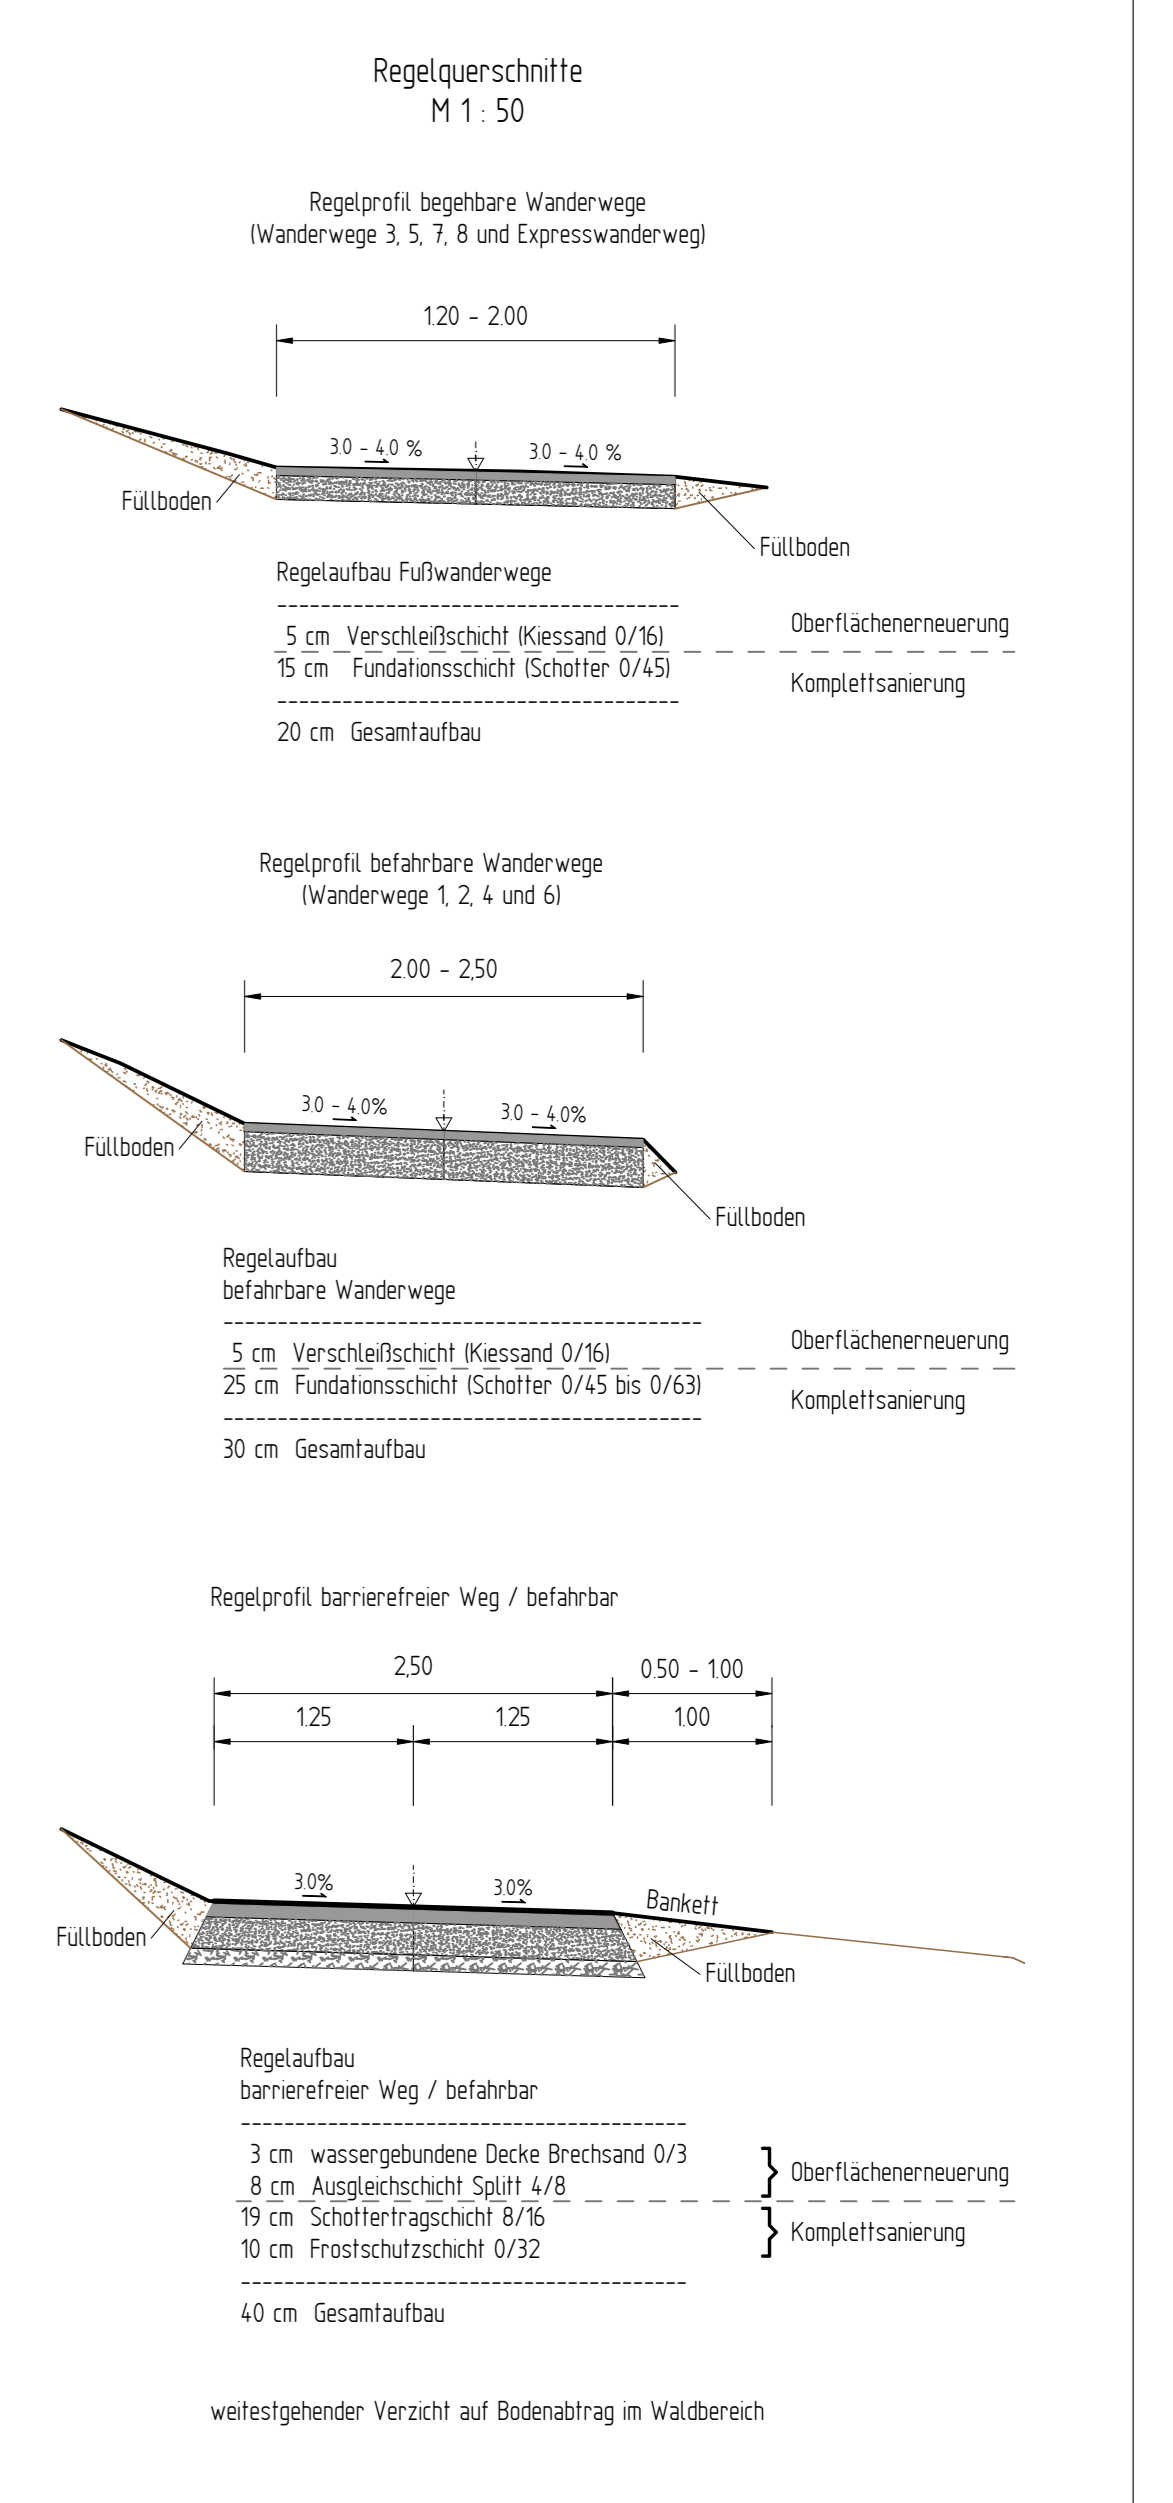 Regelquerschnitte
M 1 : 50
Regelprofil begehbare Wanderwege
(Wanderwege 3, 5, 7, 8 und Expresswanderweg)
1.20 - 2.00
3.0 - 4.0 %
3.0 - 4.0 %
Füllboden
Füllboden
Regelaufbau Fußwanderwege
-------------------------------------
5 cm Verschleißschicht (Kiessand 0/16)
Oberflächenerneuerung
15 cm Fundationsschicht (Schotter 0/45)
Komplettsanierung
-------------------------------------
20 cm Gesamtaufbau
Regelprofil befahrbare Wanderwege
(Wanderwege 1, 2, 4 und 6)
2.00 - 2,50
3.0 - 4.0%
3.0 - 4.0%
Füllboden
Füllboden
Regelaufbau
befahrbare Wanderwege
--------------------------------------------
5 cm Verschleißschicht (Kiessand 0/16)
Oberflächenerneuerung
25 cm Fundationsschicht (Schotter 0/45 bis 0/63)
Komplettsanierung
--------------------------------------------
30 cm Gesamtaufbau
Regelprofil barrierefreier Weg / befahrbar
2,50
0.50 - 1.00
1.25
1.25
1.00
3.0%
3.0%
Bankett
Füllboden
Füllboden
Regelaufbau
barrierefreier Weg / befahrbar
-----------------------------------------
3 cm wassergebundene Decke Brechsand 0/3
8 cm Ausgleichschicht Splitt 4/8
} Oberflächenerneuerung
19 cm Schottertragschicht 8/16
10 cm Frostschutzschicht 0/32
} Komplettsanierung
-----------------------------------------
40 cm Gesamtaufbau
weitestgehender Verzicht auf Bodenabtrag im Waldbereich